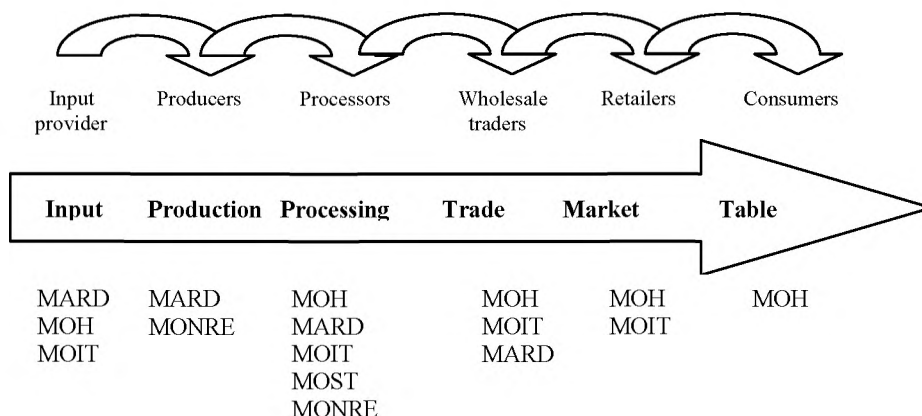 Input Producers Processors Wholesale Retailers Consumers
provider traders
Input Production Processing Trade Market Table
MARD MARD MOH MOH MOH MOH
MOH MONRE MARD MOIT MOIT
MOIT MOIT MARD
MOST
MONRE